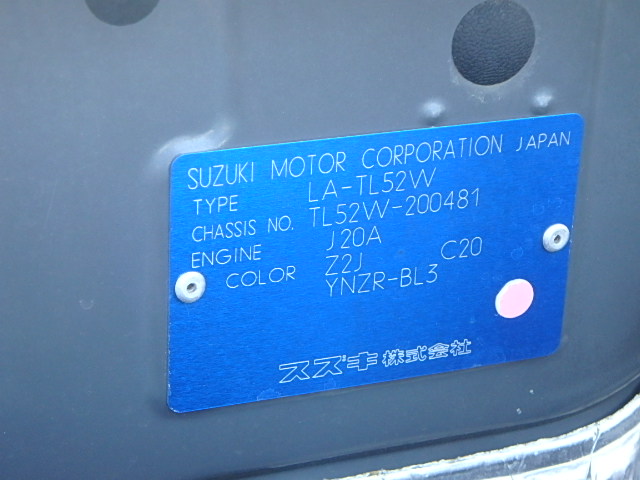 SUZUKI MOTOR CORPORATION JAPAN
TYPE LA-TL52W
CHASSIS NO. TL52W-200481
ENGINE J20A
COLOR Z2J C20
YNZR-BL3
スズキ株式会社